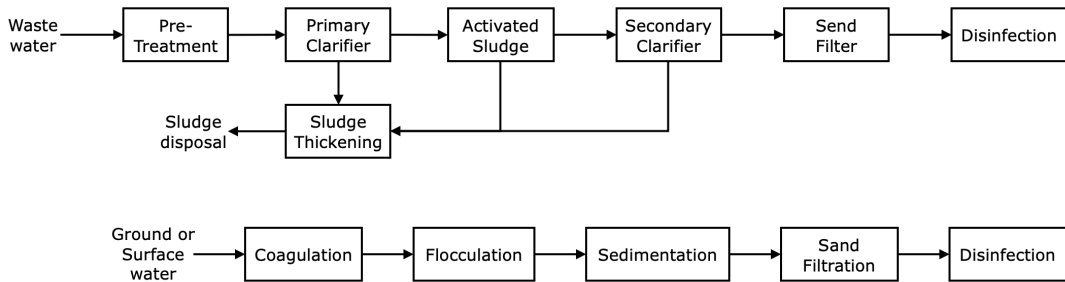 Waste
water
Pre-
Treatment
Primary
Clarifier
Activated
Sludge
Secondary
Clarifier
Send
Filter
Disinfection
Sludge
disposal
Sludge
Thickening
Ground or
Surface
water
Coagulation
Flocculation
Sedimentation
Sand
Filtration
Disinfection